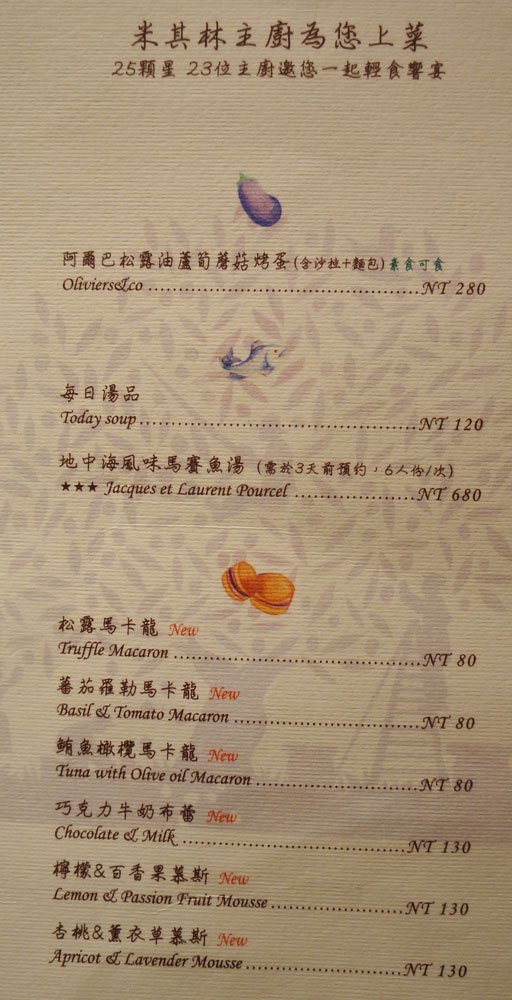 米其林主廚為您上菜
25顆星 23位主廚邀您一起輕食饗宴
阿爾巴松露油蘆筍蘑菇烤蛋(含沙拉+麵包)素食可食
Oliviers&co ........................................NT 280
每日湯品
Today soup..........................................NT 120
地中海風味馬賽魚湯 (需於3天前預約，6人份/次)
★★★ Jacques et Laurent Pourcel ..................NT 680
松露馬卡龍 New
Truffle Macaron .....................................NT 80
蕃茄羅勒馬卡龍 New
Basil & Tomato Macaron ............................NT 80
鮪魚橄欖馬卡龍 New
Tuna with Olive oil Macaron ........................NT 80
巧克力牛奶布蕾 New
Chocolate & Milk ..................................NT 130
檸檬&百香果慕斯 New
Lemon & Passion Fruit Mousse....................NT 130
杏桃&薰衣草慕斯 New
Apricot & Lavender Mousse.......................NT 130